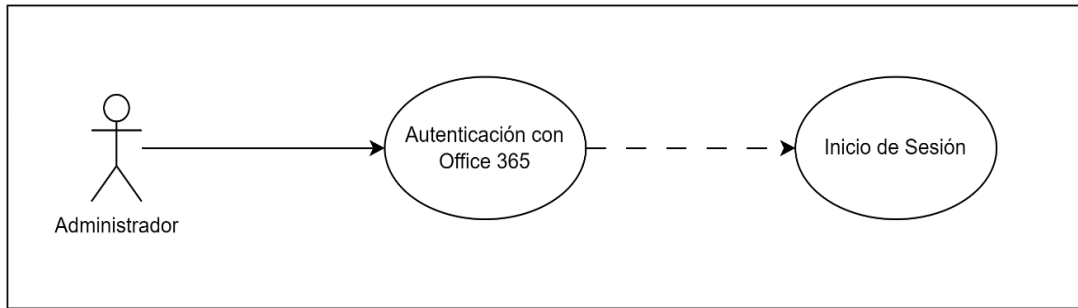 Autenticación con
Office 365
Inicio de Sesión
Administrador